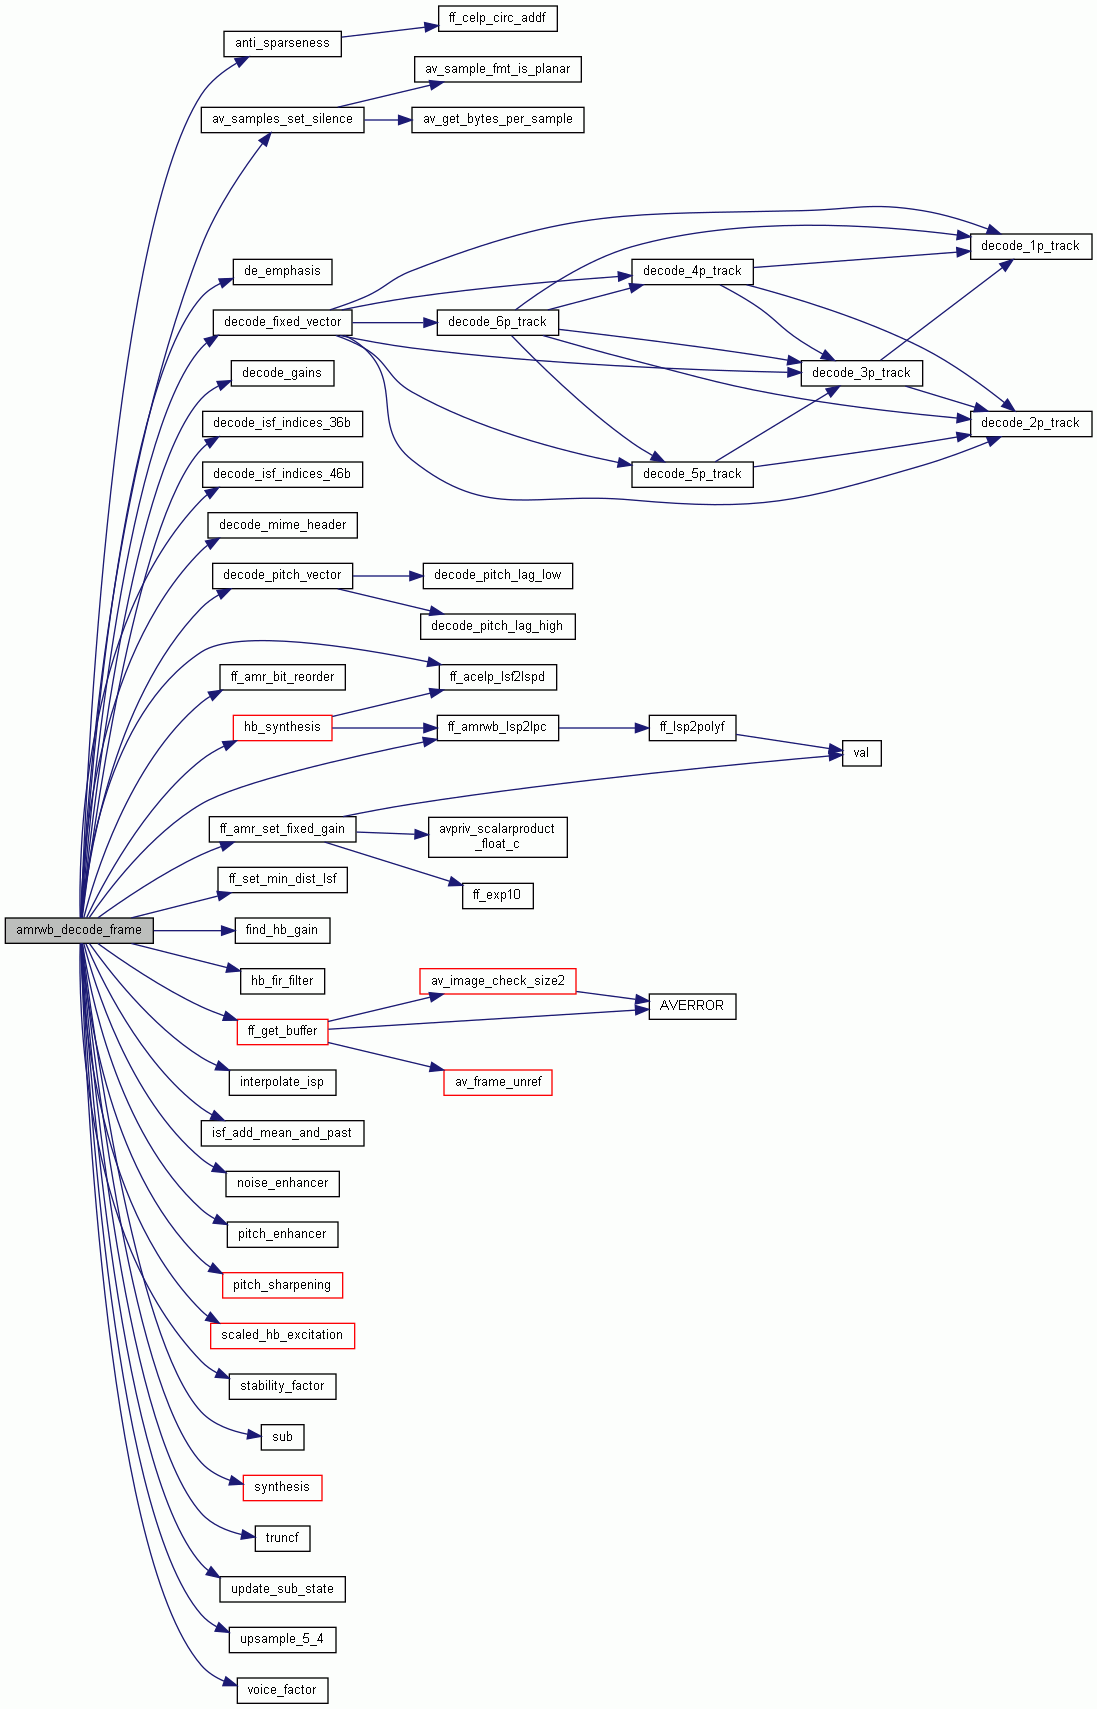 ff_celp_circ_addf
anti_sparseness
av_sample_fmt_is_planar
av_samples_set_silence
av_get_bytes_per_sample
decode_1p_track
de_emphasis
decode_4p_track
decode_fixed_vector
decode_6p_track
decode_3p_track
decode_gains
decode_isf_indices_36b
decode_2p_track
decode_isf_indices_46b
decode_5p_track
decode_mime_header
decode_pitch_vector
decode_pitch_lag_low
decode_pitch_lag_high
ff_amr_bit_reorder
ff_acelp_lsf2lspd
hb_synthesis
ff_amrwb_lsp2lpc
ff_lsp2polyf
val
ff_amr_set_fixed_gain
avpriv_scalarproduct
_float_c
ff_set_min_dist_lsf
ff_exp10
amrwb_decode_frame
find_hb_gain
hb_fir_filter
av_image_check_size2
AVERROR
ff_get_buffer
interpolate_isp
av_frame_unref
isf_add_mean_and_past
noise_enhancer
pitch_enhancer
pitch_sharpening
scaled_hb_excitation
stability_factor
sub
synthesis
truncf
update_sub_state
upsample_5_4
voice_factor